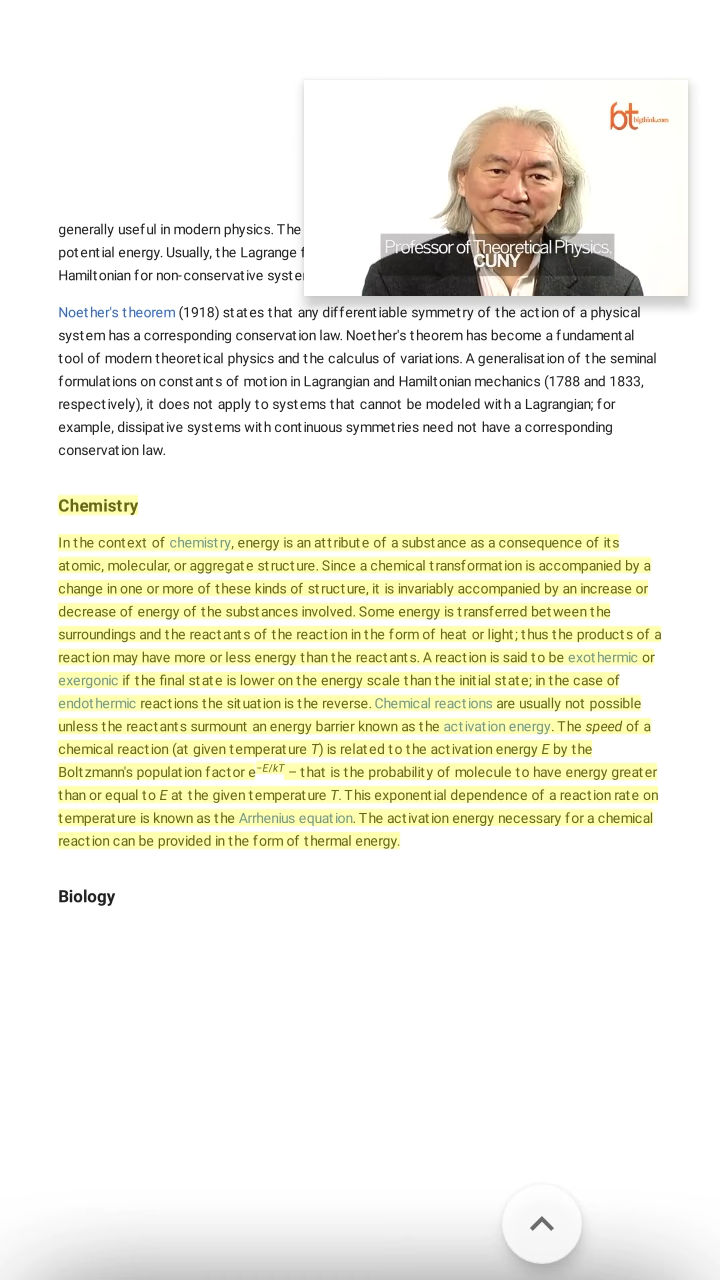 bt
bigthink.com
Professor of Theoretical Physics,
CUNY
generally useful in modern physics. The
potential energy. Usually, the Lagrange f
Hamiltonian for non-conservative syste
Noether's theorem (1918) states that any differentiable symmetry of the action of a physical
system has a corresponding conservation law. Noether's theorem has become a fundamental
tool of modern theoretical physics and the calculus of variations. A generalisation of the seminal
formulations on constants of motion in Lagrangian and Hamiltonian mechanics (1788 and 1833,
respectively), it does not apply to systems that cannot be modeled with a Lagrangian; for
example, dissipative systems with continuous symmetries need not have a corresponding
conservation law.
Chemistry
In the context of chemistry, energy is an attribute of a substance as a consequence of its
atomic, molecular, or aggregate structure. Since a chemical transformation is accompanied by a
change in one or more of these kinds of structure, it is invariably accompanied by an increase or
decrease of energy of the substances involved. Some energy is transferred between the
surroundings and the reactants of the reaction in the form of heat or light; thus the products of a
reaction may have more or less energy than the reactants. A reaction is said to be exothermic or
exergonic if the final state is lower on the energy scale than the initial state; in the case of
endothermic reactions the situation is the reverse. Chemical reactions are usually not possible
unless the reactants surmount an energy barrier known as the activation energy. The speed of a
chemical reaction (at given temperature T) is related to the activation energy E by the
Boltzmann's population factor e−E/kT – that is the probability of molecule to have energy greater
than or equal to E at the given temperature T. This exponential dependence of a reaction rate on
temperature is known as the Arrhenius equation. The activation energy necessary for a chemical
reaction can be provided in the form of thermal energy.
Biology